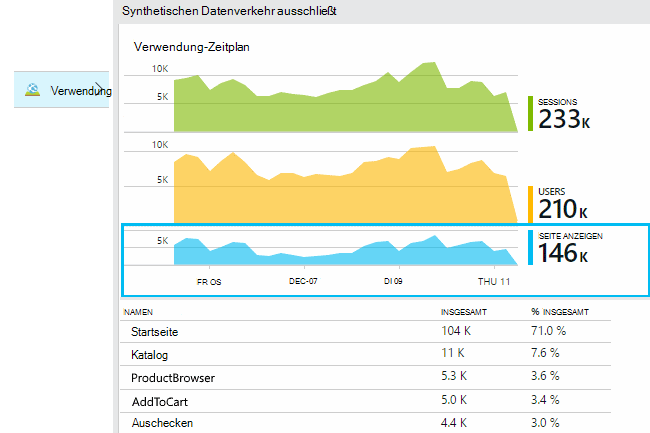 Synthetischen Datenverkehr ausschließt
Verwendung
Verwendung-Zeitplan
10K
5K
SESSIONS
233K
10K
5K
USERS
210K
5K
SEITE ANZEIGEN
146K
FR OS DEC-07 DI 09 THU 11
NAMEN INSGESAMT % INSGESAMT
Startseite 104 K 71.0 %
Katalog 11 K 7.6 %
ProductBrowser 5.3 K 3.6 %
AddToCart 5.0 K 3.4 %
Auschecken 4.4 K 3.0 %